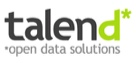 talend*
•open data solutions